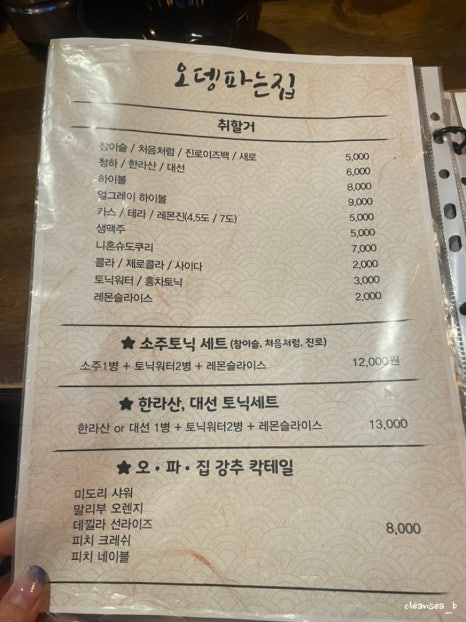 오뎅파는집
취할거
참이슬 / 처음처럼 / 진로이즈백 / 새로 5,000
청하 / 한라산 / 대선 6,000
하이볼 8,000
얼그레이 하이볼 9,000
카스 / 테라 / 레몬진(4.5도 / 7도) 5,000
생맥주 5,000
니혼슈도쿠리 7,000
콜라 / 제로콜라 / 사이다 2,000
토닉워터 / 홍차토닉 3,000
레몬슬라이스 2,000
★ 소주토닉 세트 (참이슬, 처음처럼, 진로)
소주1병 + 토닉워터2병 + 레몬슬라이스 12,000원
★ 한라산, 대선 토닉세트
한라산 or 대선 1병 + 토닉워터2병 + 레몬슬라이스 13,000
★ 오 • 파 • 집 강추 칵테일
미도리 샤워
말리부 오렌지
데낄라 선라이즈 8,000
피치 크레쉬
피치 네이블
cleansea_b